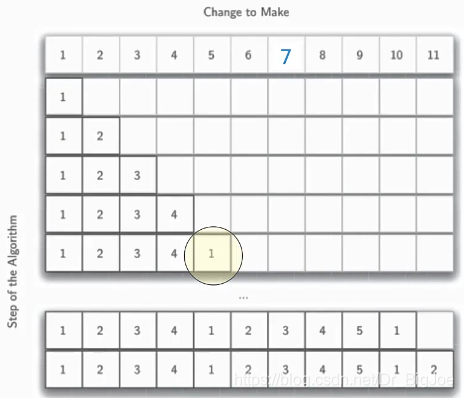 Change to Make
1 2 3 4 5 6 7 8 9 10 11
1
1 2
1 2 3
1 2 3 4
1 2 3 4 1
...
1 2 3 4 1 2 3 4 5 1
1 2 3 4 1 2 3 4 5 1 2
Step of the Algorithm
https://blog.csdn.net/Dr_BigJoe